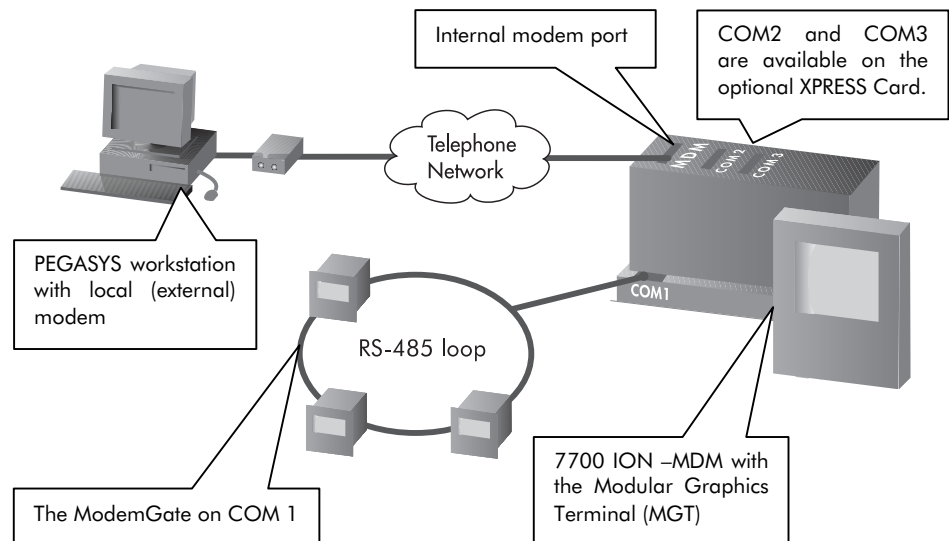 Internal modem port
COM2 and COM3
are available on the
optional XPRESS Card.
Telephone
Network
MDM
COM 2
COM 3
PEGASYS workstation
with local (external)
modem
COM1
RS-485 loop
The ModemGate on COM 1
7700 ION –MDM with
the Modular Graphics
Terminal (MGT)